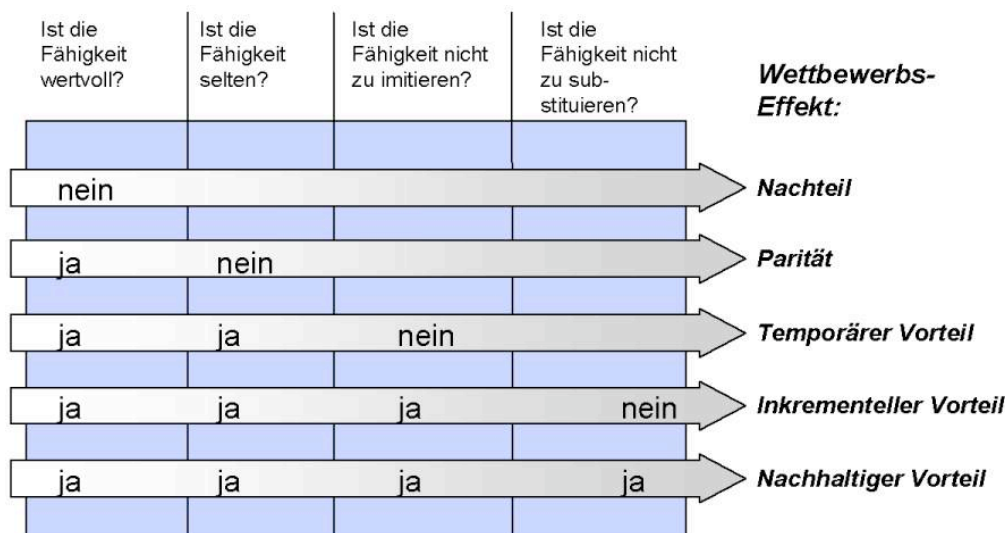 Ist die
Fähigkeit
wertvoll?
Ist die
Fähigkeit
selten?
Ist die
Fähigkeit nicht
zu imitieren?
Ist die
Fähigkeit nicht
zu sub-
stituieren?
Wettbewerbs-
Effekt:
nein
Nachteil
ja nein
Parität
ja ja nein
Temporärer Vorteil
ja ja ja nein
Inkrementeller Vorteil
ja ja ja ja
Nachhaltiger Vorteil